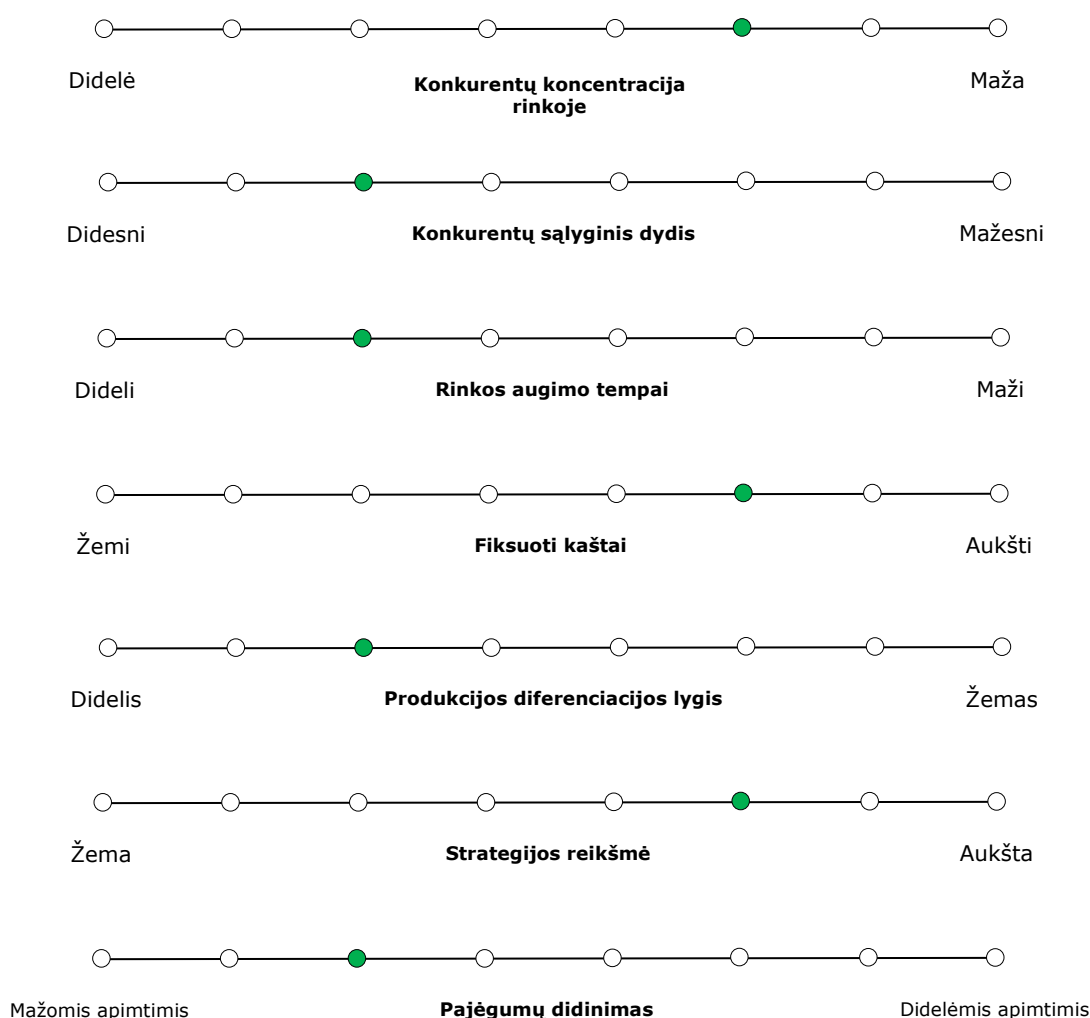 Didelė
Konkurentų koncentracija
rinkoje
Maža
Didesni
Konkurentų sąlyginis dydis
Mažesni
Dideli
Rinkos augimo tempai
Maži
Žemi
Fiksuoti kaštai
Aukšti
Didelis
Produkcijos diferenciacijos lygis
Žemas
Žema
Strategijos reikšmė
Aukšta
Mažomis apimtimis
Pajėgumų didinimas
Didelėmis apimtimis